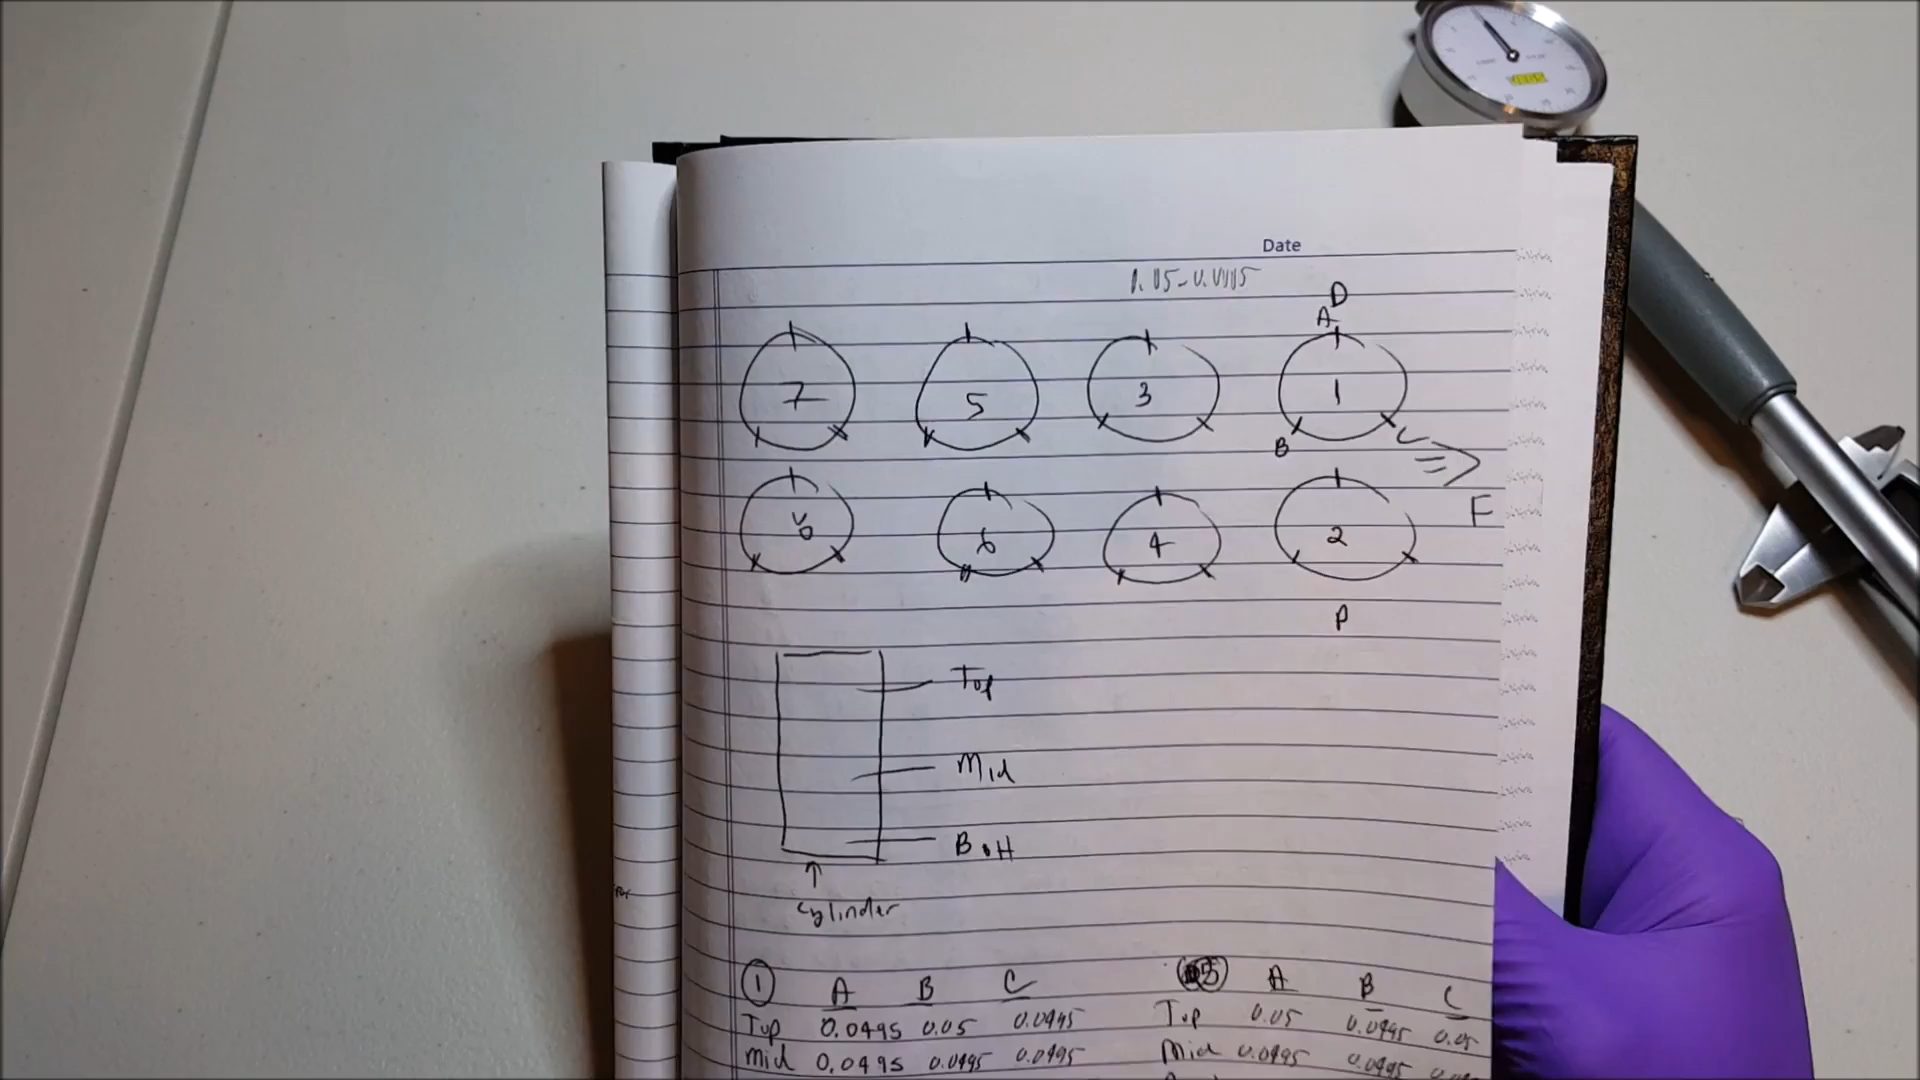 Date
D
A
7 5 3 1
B C
8 6 4 2
F
P
Top
Mid
Bott
cylinder
1 A B C
Top 0.0495 0.05 0.0495
Mid 0.0495 0.0495 0.0495
A B C
Top 0.05 0.0495 0.05
Mid 0.0495 0.0495